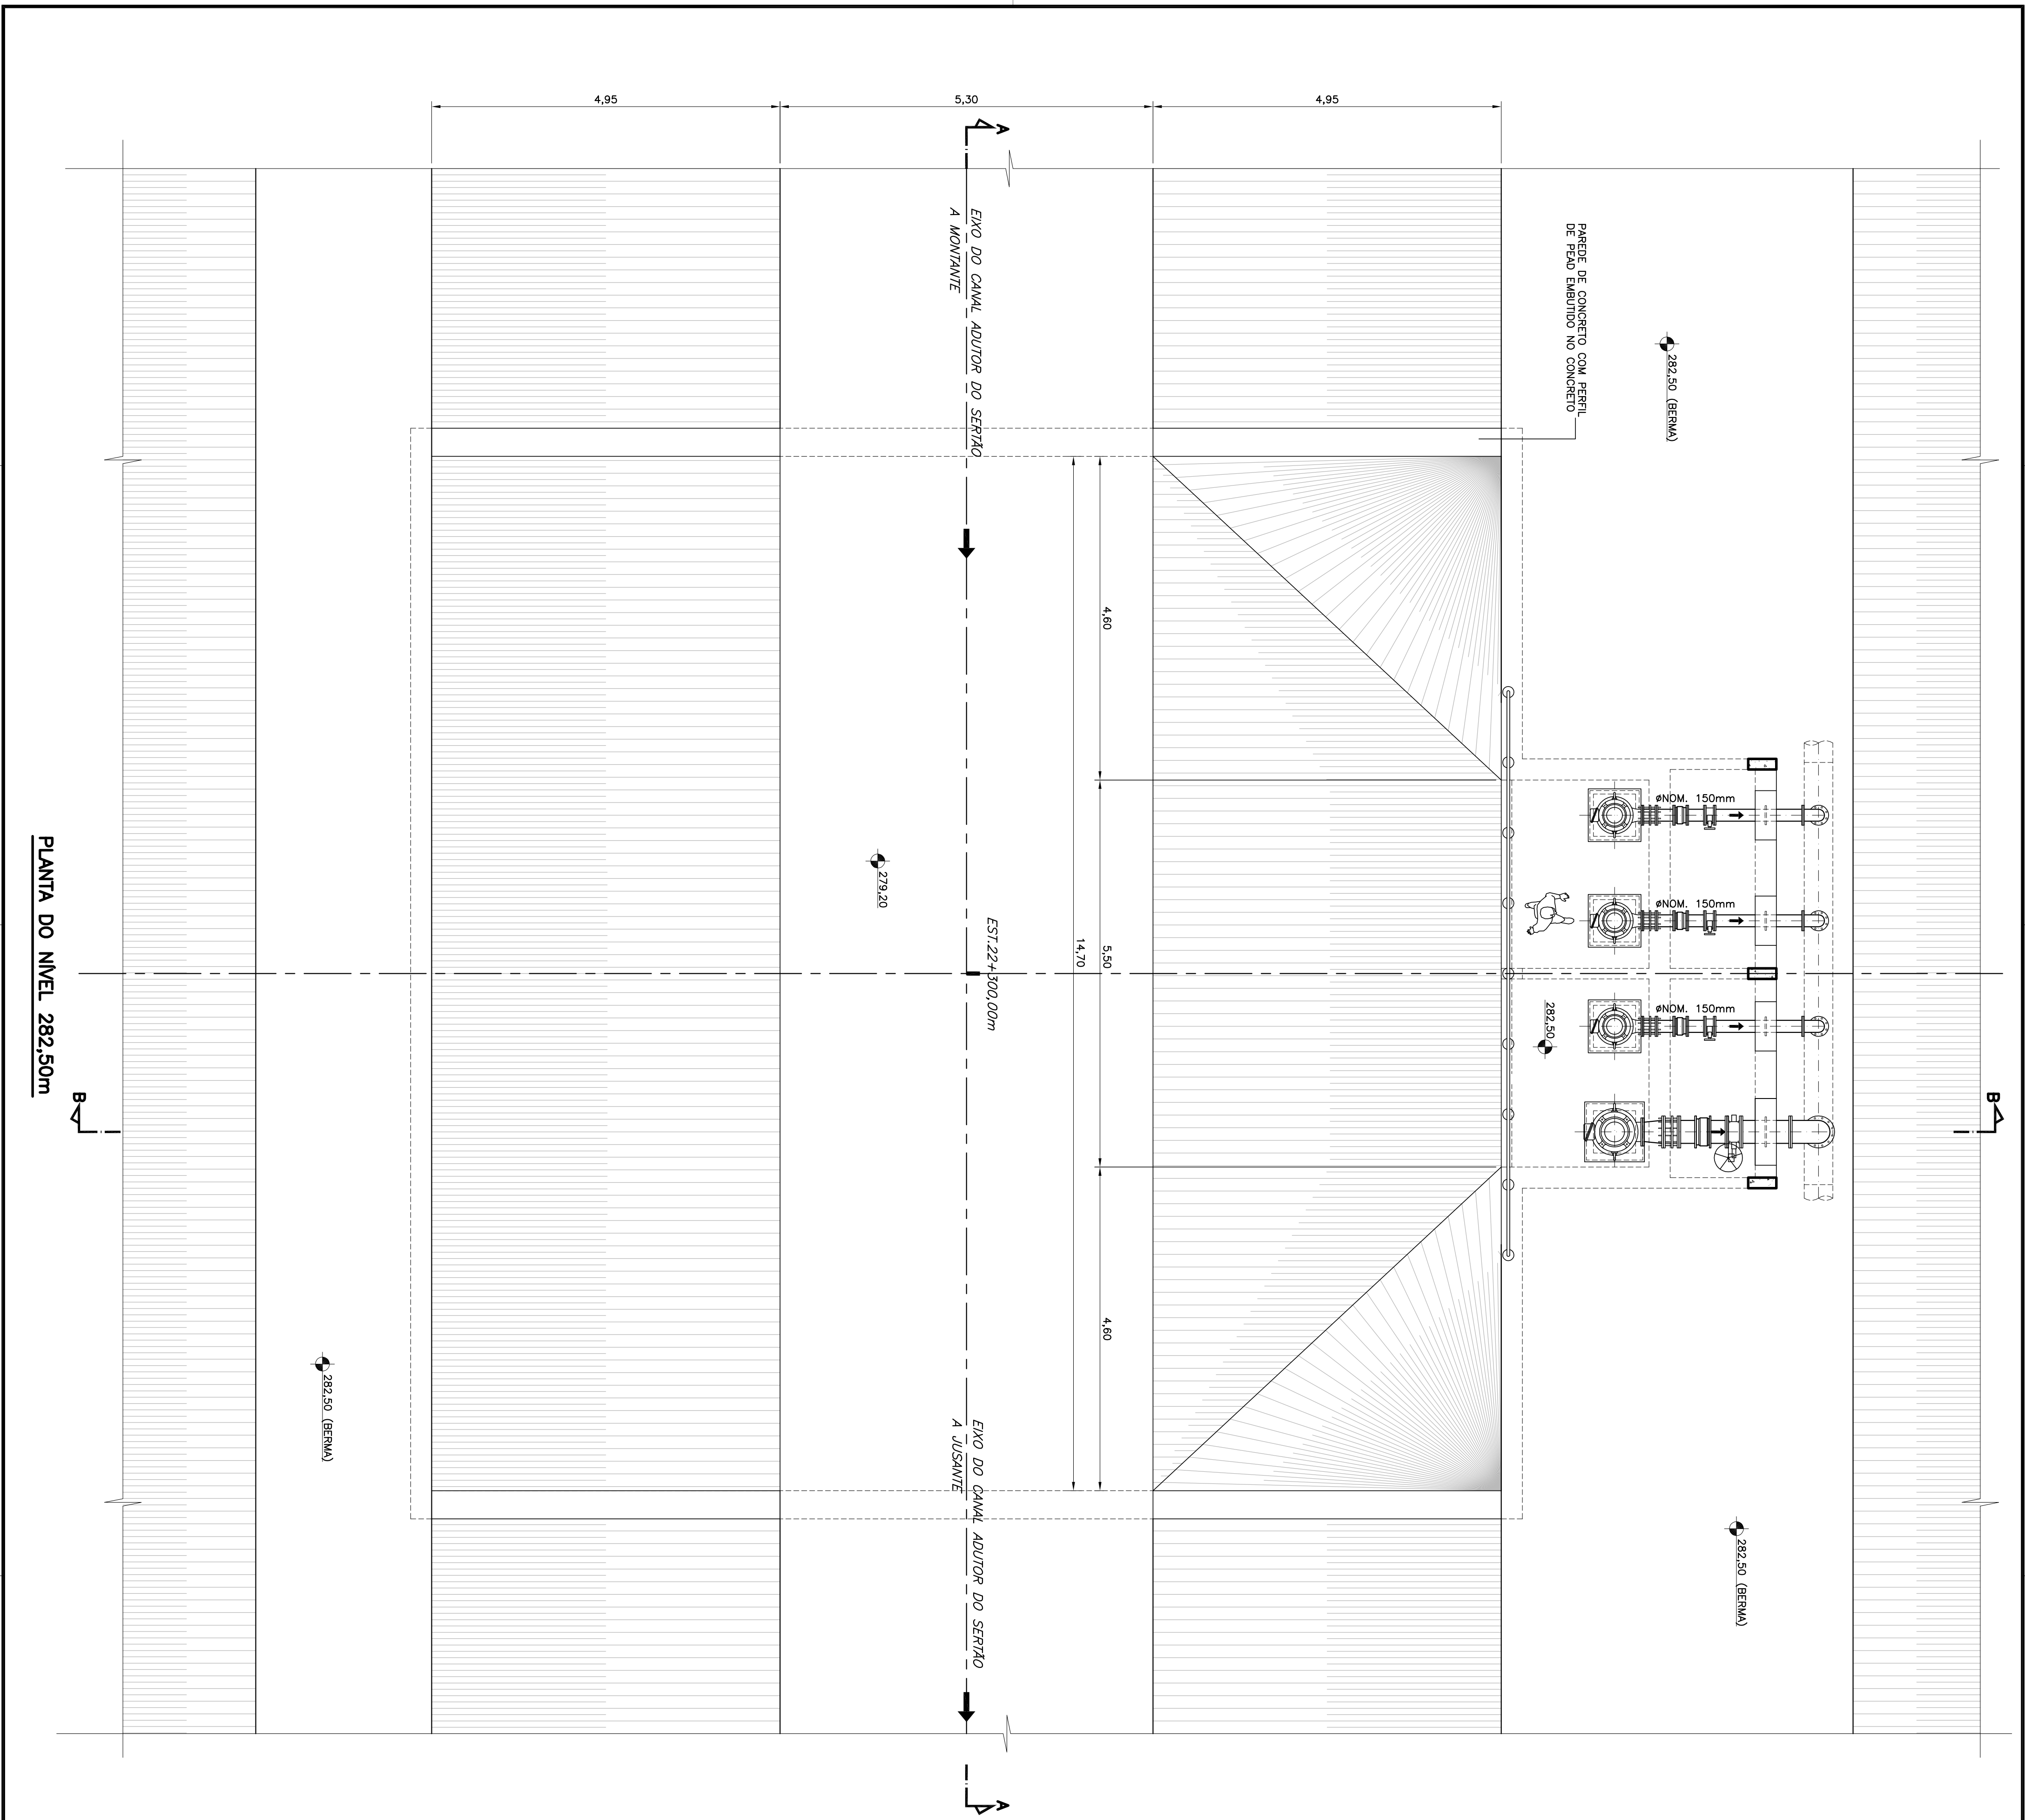 4,95
5,30
4,95
A
EIXO DO CANAL ADUTOR DO SERTÃO
A MONTANTE
PAREDE DE CONCRETO COM PERFIL
DE PEAD EMBUTIDO NO CONCRETO
282,50 (BERMA)
4,60
5,50
14,70
4,60
279,20
EST.22+300,00m
øNOM. 150mm
øNOM. 150mm
øNOM. 150mm
282,50
B
B
282,50 (BERMA)
282,50 (BERMA)
EIXO DO CANAL ADUTOR DO SERTÃO
A JUSANTE
A
PLANTA DO NÍVEL 282,50m